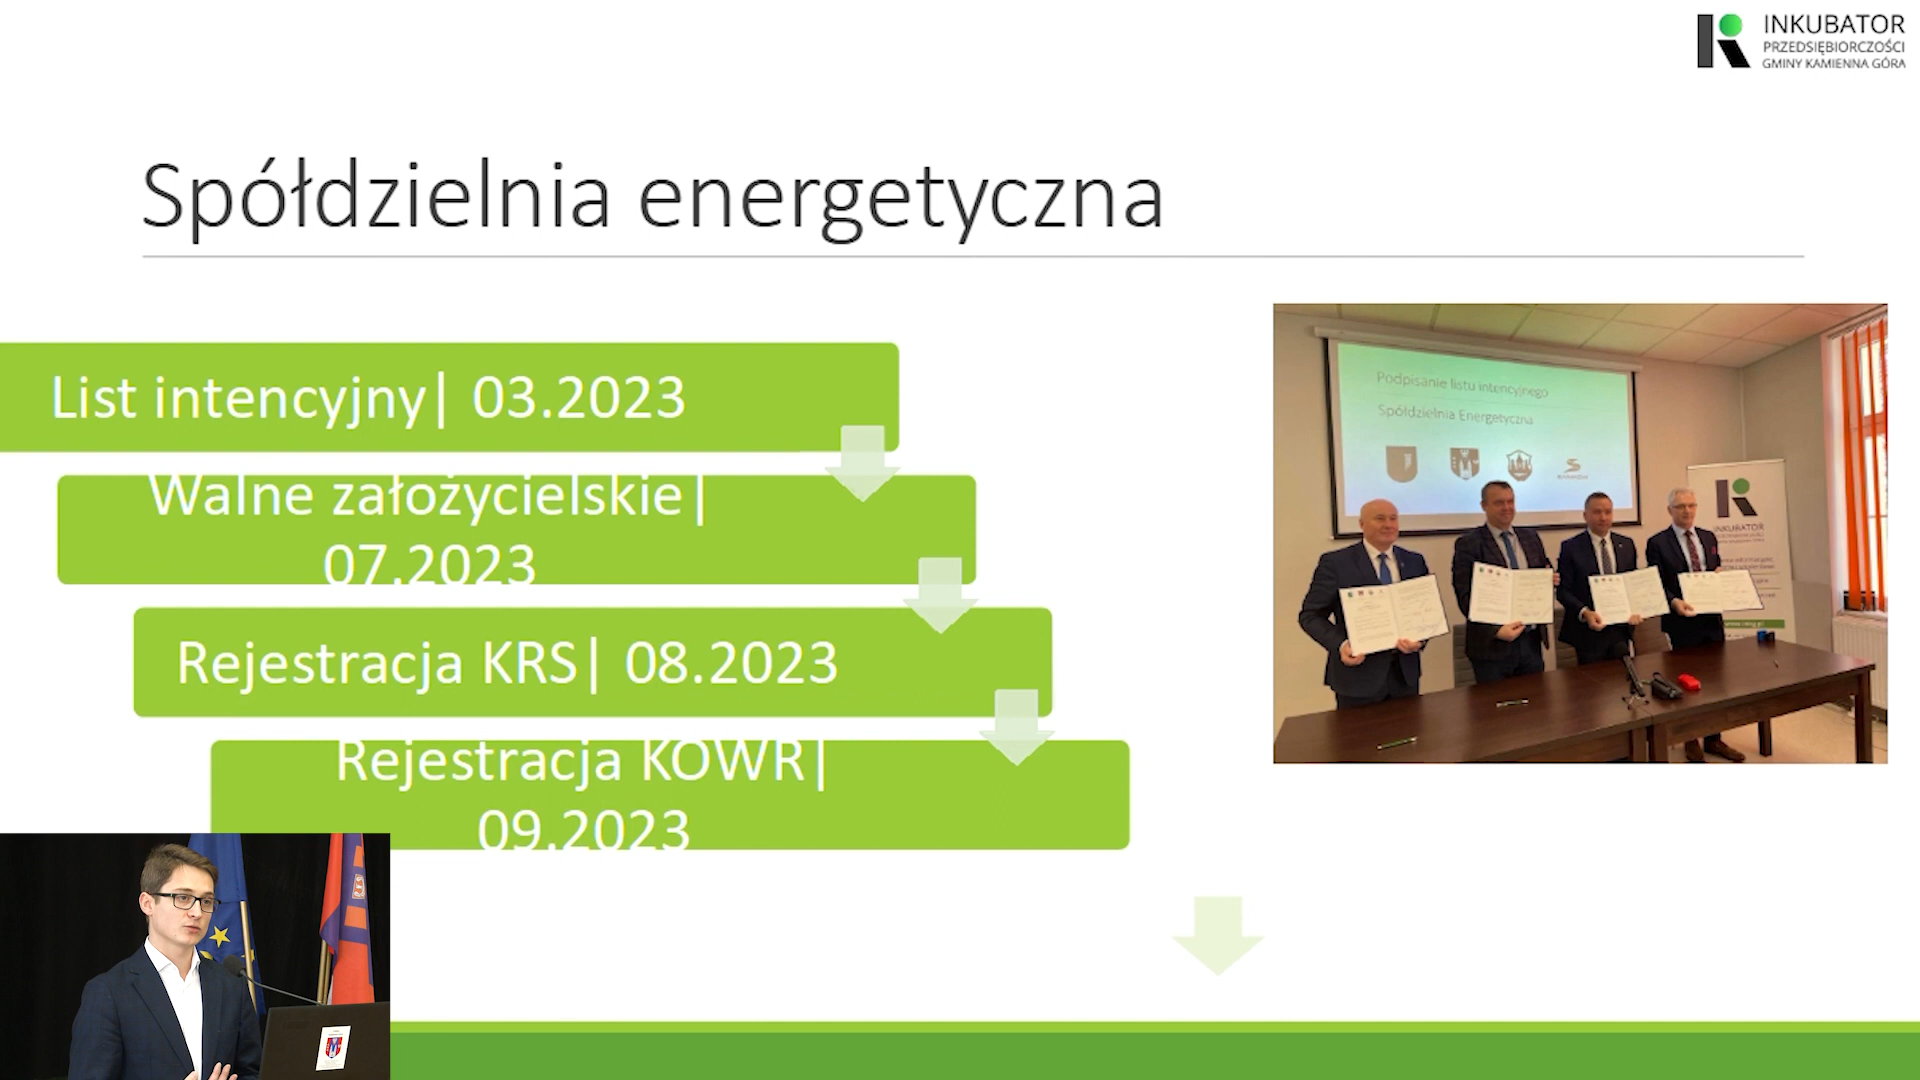 INKUBATOR
PRZEDSIĘBIORCZOŚCI
GMINY KAMIENNA GÓRA
Spółdzielnia energetyczna
List intencyjny| 03.2023
Walne założycielskie|
07.2023
Rejestracja KRS| 08.2023
Rejestracja KOWR|
09.2023
Podpisanie listu intencyjnego
Spółdzielnia Energetyczna
INKUBATOR